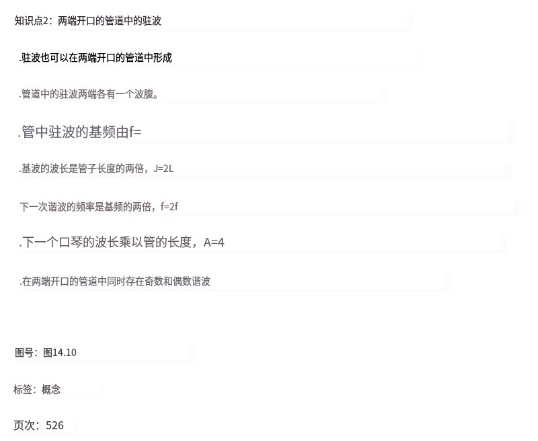 知识点2：两端开口的管道中的驻波
.驻波也可以在两端开口的管道中形成
.管道中的驻波两端各有一个波腹。
.管中驻波的基频由f=
.基波的波长是管子长度的两倍，J=2L
下一次谐波的频率是基频的两倍，f=2f
.下一个口琴的波长乘以管的长度，A=4
.在两端开口的管道中同时存在奇数和偶数谐波
图号：图14.10
标签：概念
页次：526